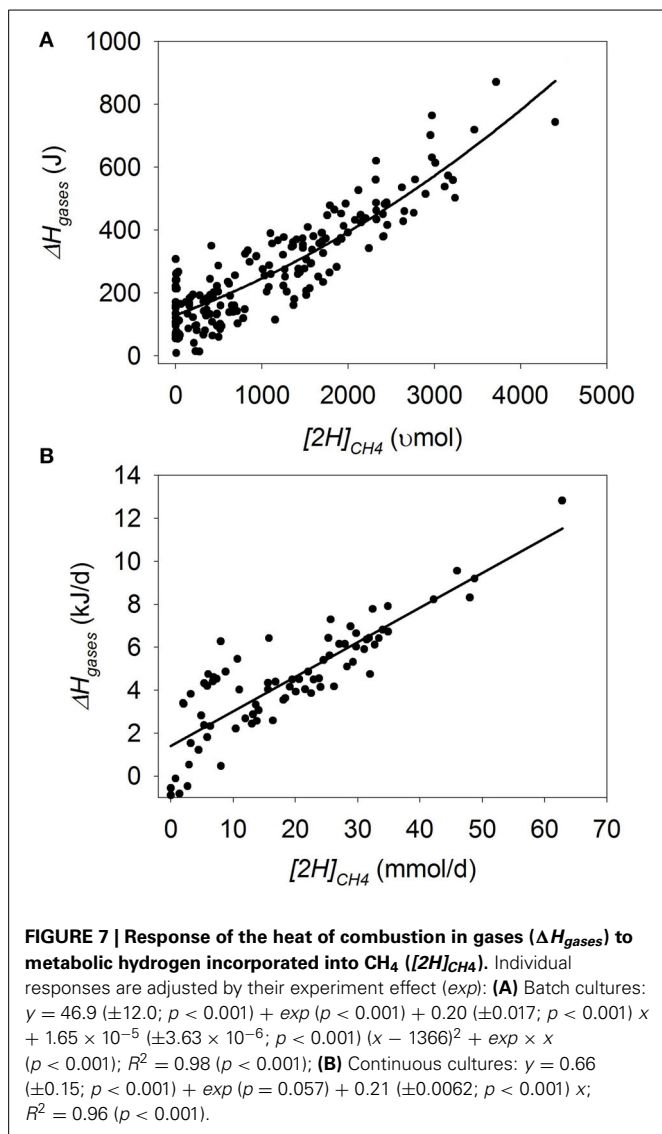 A
1000
800
600
400
200
0
ΔHgases (J)
0 1000 2000 3000 4000 5000
[2H]CH4 (υmol)
B
14
12
10
8
6
4
2
0
ΔHgases (kJ/d)
0 10 20 30 40 50 60 70
[2H]CH4 (mmol/d)
FIGURE 7 | Response of the heat of combustion in gases (ΔHgases) to
metabolic hydrogen incorporated into CH4 ([2H]CH4). Individual
responses are adjusted by their experiment effect (exp): (A) Batch cultures:
y = 46.9 (±12.0; p < 0.001) + exp (p < 0.001) + 0.20 (±0.017; p < 0.001) x
+ 1.65 × 10⁻⁵ (±3.63 × 10⁻⁶; p < 0.001) (x − 1366)² + exp × x
(p < 0.001); R² = 0.98 (p < 0.001); (B) Continuous cultures: y = 0.66
(±0.15; p < 0.001) + exp (p = 0.057) + 0.21 (±0.0062; p < 0.001) x;
R² = 0.96 (p < 0.001).